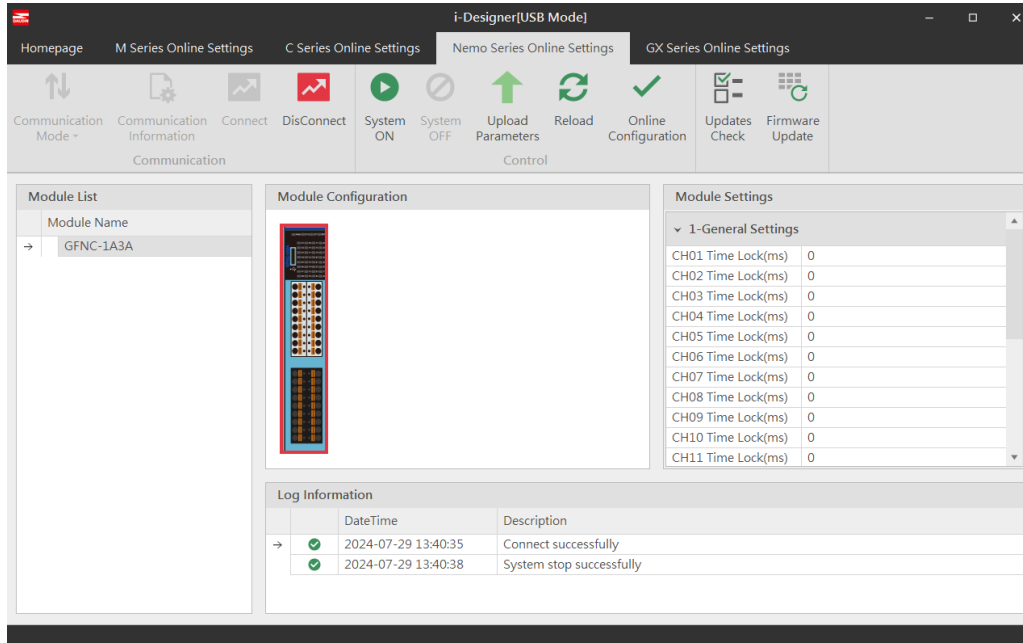 i-Designer[USB Mode]
Homepage M Series Online Settings C Series Online Settings Nemo Series Online Settings GX Series Online Settings
Communication Mode
Communication Information
Connect
DisConnect
System ON
System OFF
Upload Parameters
Reload
Online Configuration
Updates Check
Firmware Update
Communication
Control
Module List
Module Name
GFNC-1A3A
Module Configuration
Module Settings
1-General Settings
CH01 Time Lock(ms) 0
CH02 Time Lock(ms) 0
CH03 Time Lock(ms) 0
CH04 Time Lock(ms) 0
CH05 Time Lock(ms) 0
CH06 Time Lock(ms) 0
CH07 Time Lock(ms) 0
CH08 Time Lock(ms) 0
CH09 Time Lock(ms) 0
CH10 Time Lock(ms) 0
CH11 Time Lock(ms) 0
Log Information
DateTime Description
2024-07-29 13:40:35 Connect successfully
2024-07-29 13:40:38 System stop successfully